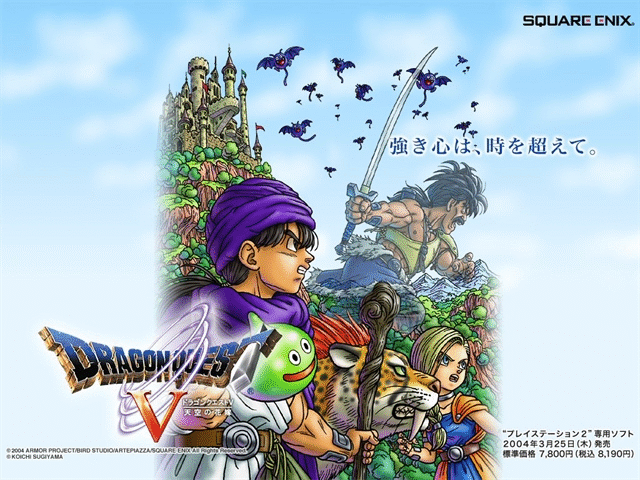 SQUARE ENIX®
強き心は、時を超えて。
DRAGON QUEST
V
ドラゴンクエストV
天空の花嫁
"プレイステーション2"専用ソフト
2004年3月25日(木)発売
標準価格 7,800円(税込 8,190円)
© 2004 ARMOR PROJECT/BIRD STUDIO/ARTEPIAZZA/SQUARE ENIX All Rights Reserved.
© KOICHI SUGIYAMA